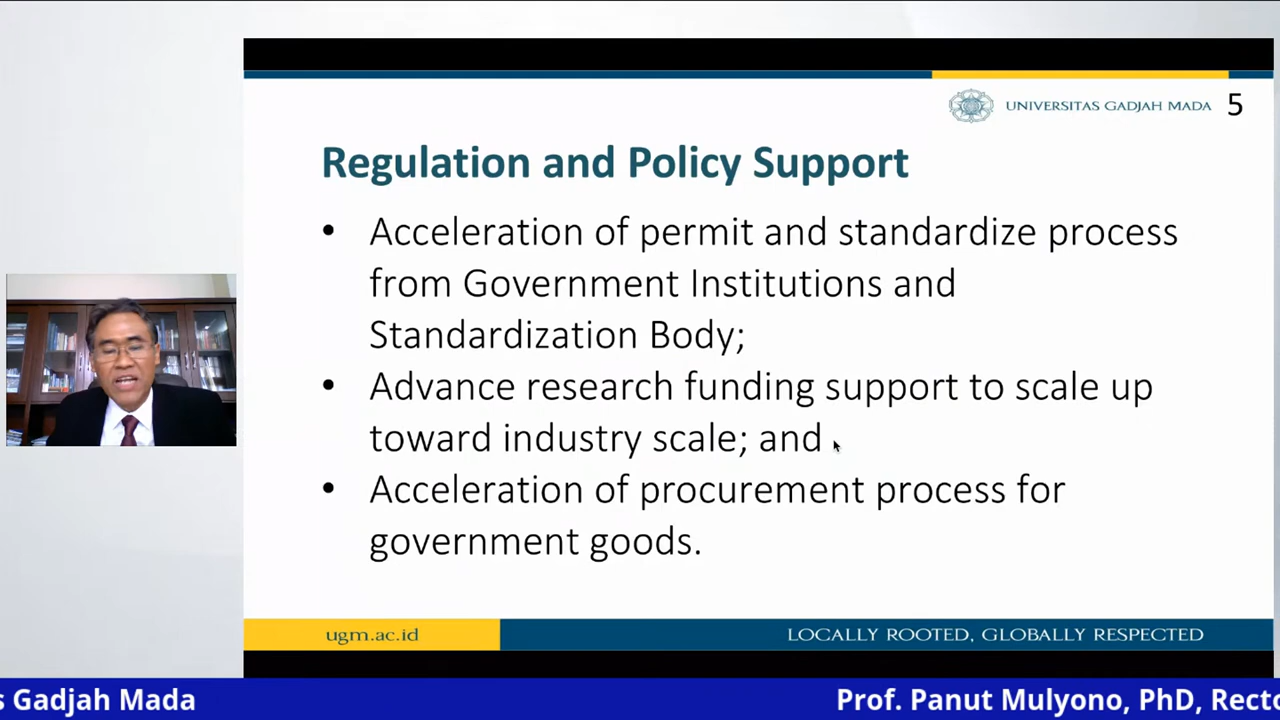 UNIVERSITAS GADJAH MADA 5
Regulation and Policy Support
• Acceleration of permit and standardize process
from Government Institutions and
Standardization Body;
• Advance research funding support to scale up
toward industry scale; and
• Acceleration of procurement process for
government goods.
ugm.ac.id
LOCALLY ROOTED, GLOBALLY RESPECTED
s Gadjah Mada
Prof. Panut Mulyono, PhD, Recto